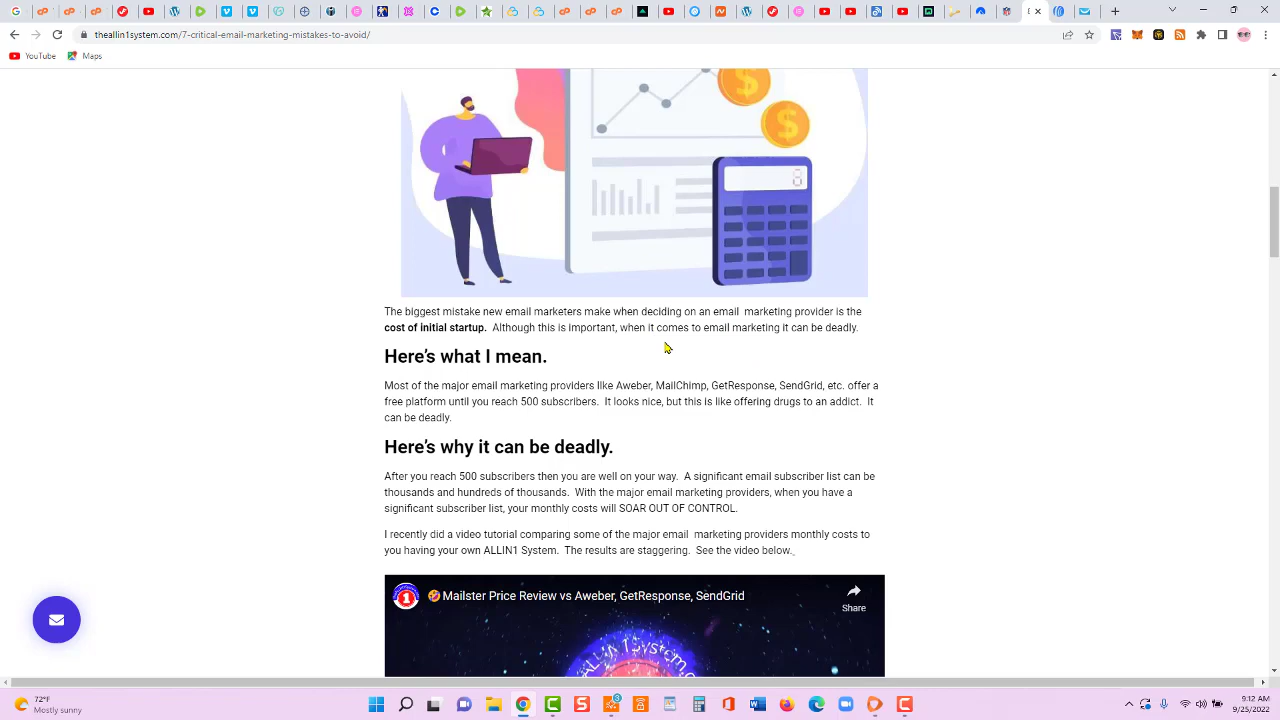 theallin1system.com/7-critical-email-marketing-mistakes-to-avoid/
YouTube
Maps
The biggest mistake new email marketers make when deciding on an email  marketing provider is the
cost of initial startup.  Although this is important, when it comes to email marketing it can be deadly.
Here's what I mean.
Most of the major email marketing providers like Aweber, MailChimp, GetResponse, SendGrid, etc. offer a
free platform until you reach 500 subscribers.  It looks nice, but this is like offering drugs to an addict.  It
can be deadly.
Here's why it can be deadly.
After you reach 500 subscribers then you are well on your way.  A significant email subscriber list can be
thousands and hundreds of thousands.  With the major email marketing providers, when you have a
significant subscriber list, your monthly costs will SOAR OUT OF CONTROL.
I recently did a video tutorial comparing some of the major email  marketing providers monthly costs to
you having your own ALLIN1 System.  The results are staggering.  See the video below.
Mailster Price Review vs Aweber, GetResponse, SendGrid
Share
72°F
Mostly sunny
9:12 AM
9/25/2022